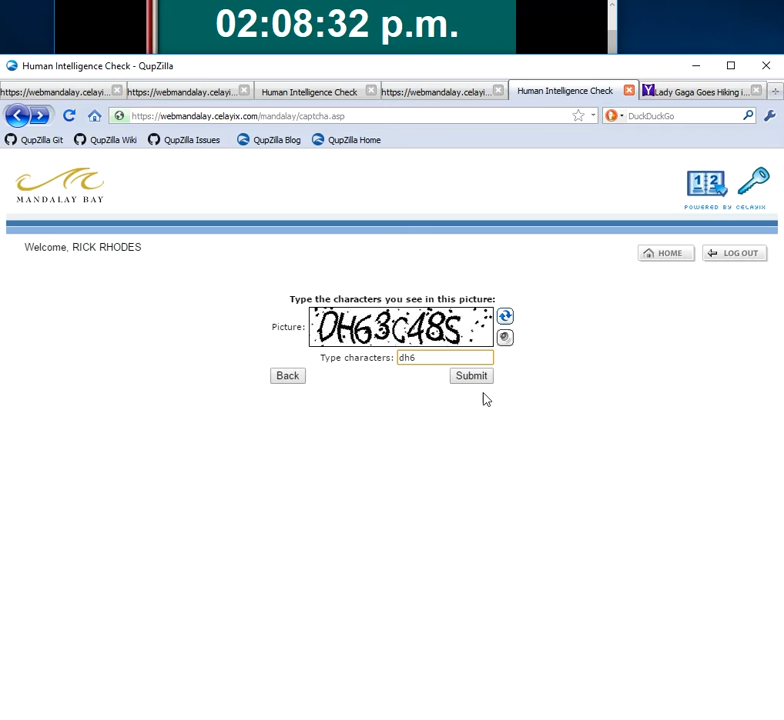 02:08:32 p.m.
Human Intelligence Check - QupZilla
https://webmandalay.celayi... https://webmandalay.celayi... Human Intelligence Check https://webmandalay.celayi... Human Intelligence Check Lady Gaga Goes Hiking i...
https://webmandalay.celayix.com/mandalay/captcha.asp DuckDuckGo
QupZilla Git QupZilla Wiki QupZilla Issues QupZilla Blog QupZilla Home
MANDALAY BAY
1 2
POWERED BY CELAYIX
Welcome, RICK RHODES HOME LOG OUT
Type the characters you see in this picture:
Picture: DH63C48S
Type characters: dh6
Back Submit